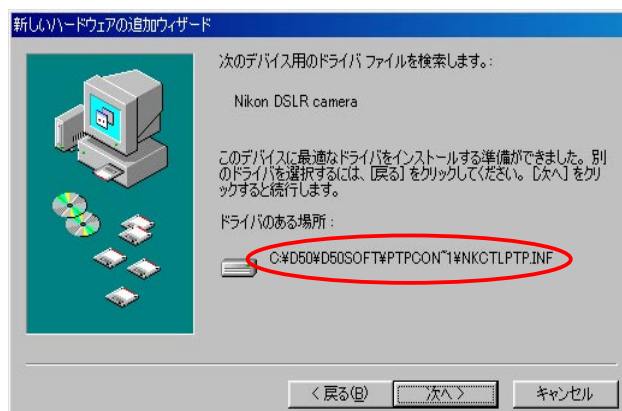 新しいハードウェアの追加ウィザード
次のデバイス用のドライバ ファイルを検索します。:
Nikon DSLR camera
このデバイスに最適なドライバをインストールする準備ができました。別
のドライバを選択するには、[戻る] をクリックしてください。[次へ] をクリ
ックすると続行します。
ドライバのある場所:
C:¥D50¥D50SOFT¥PTPCON~1¥NKCTLPTP.INF
< 戻る(B)
次へ >
キャンセル